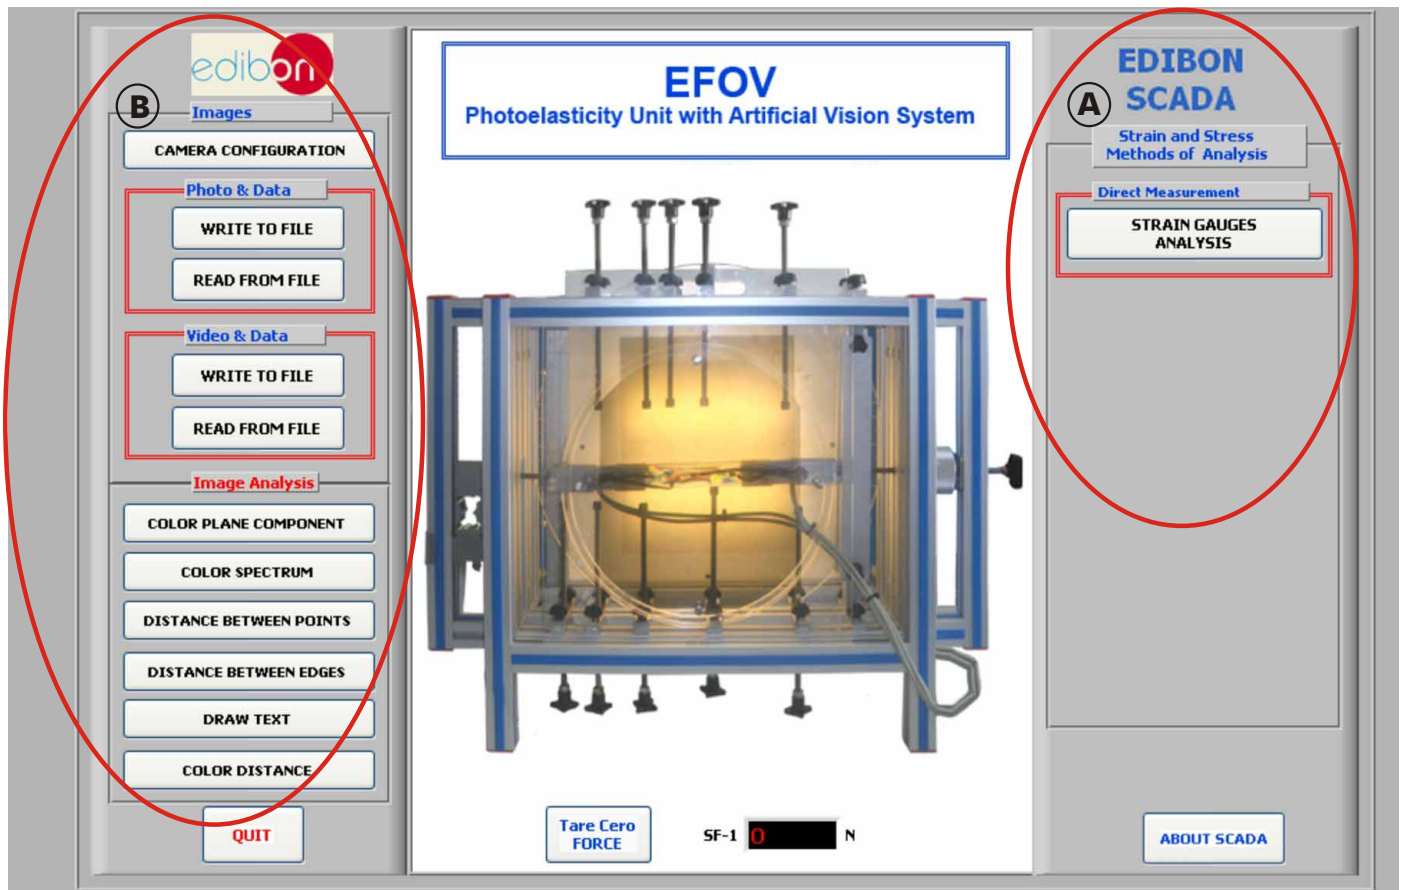 edibon
B
Images
CAMERA CONFIGURATION
Photo & Data
WRITE TO FILE
READ FROM FILE
Video & Data
WRITE TO FILE
READ FROM FILE
Image Analysis
COLOR PLANE COMPONENT
COLOR SPECTRUM
DISTANCE BETWEEN POINTS
DISTANCE BETWEEN EDGES
DRAW TEXT
COLOR DISTANCE
QUIT
EFOV
Photoelasticity Unit with Artificial Vision System
Tare Cero
FORCE
SF-1 0 N
EDIBON
SCADA
A
Strain and Stress
Methods of Analysis
Direct Measurement
STRAIN GAUGES
ANALYSIS
ABOUT SCADA